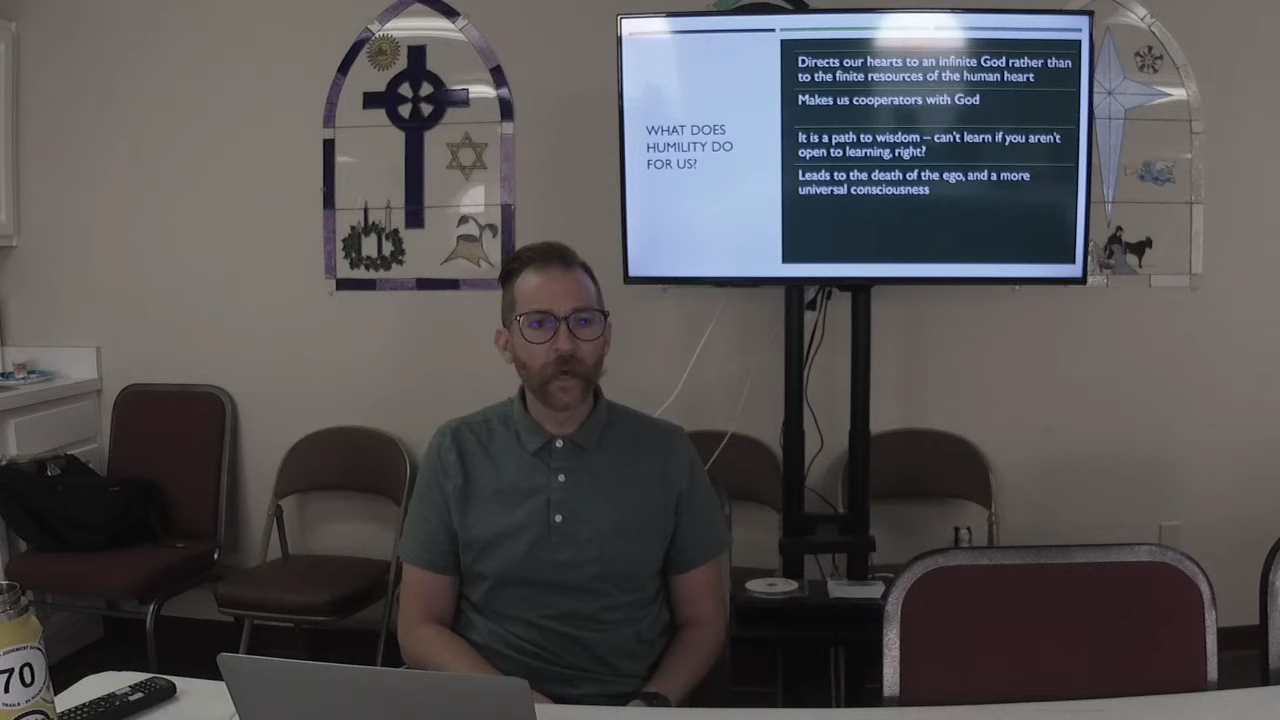 WHAT DOES
HUMILITY DO
FOR US?
Directs our hearts to an infinite God rather than
to the finite resources of the human heart
Makes us cooperators with God
It is a path to wisdom – can't learn if you aren't
open to learning, right?
Leads to the death of the ego, and a more
universal consciousness
70